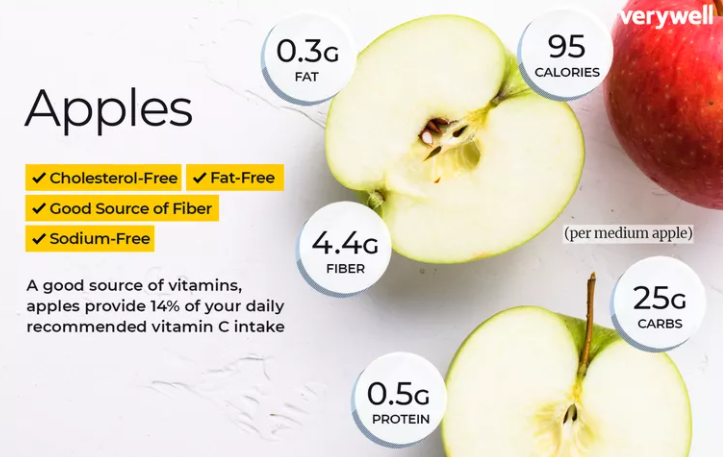 verywell
0.3G
FAT
95
CALORIES
Apples
✓ Cholesterol-Free ✓ Fat-Free
✓ Good Source of Fiber
✓ Sodium-Free
(per medium apple)
4.4G
FIBER
A good source of vitamins,
apples provide 14% of your daily
recommended vitamin C intake
25G
CARBS
0.5G
PROTEIN